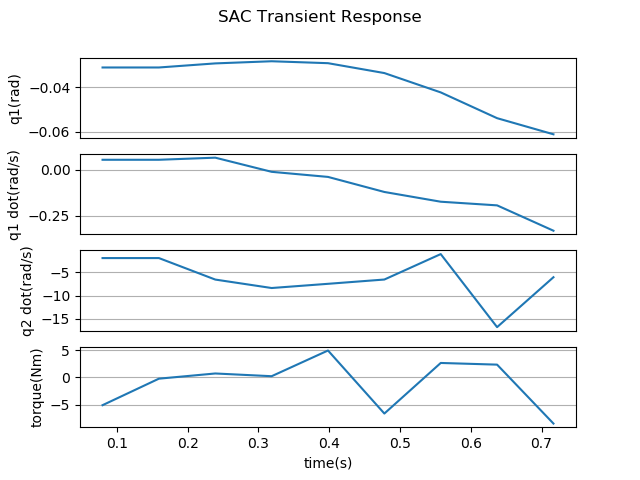 SAC Transient Response
q1(rad)
−0.04
−0.06
q1 dot(rad/s)
0.00
−0.25
q2 dot(rad/s)
−5
−10
−15
torque(Nm)
5
0
−5
0.1 0.2 0.3 0.4 0.5 0.6 0.7
time(s)